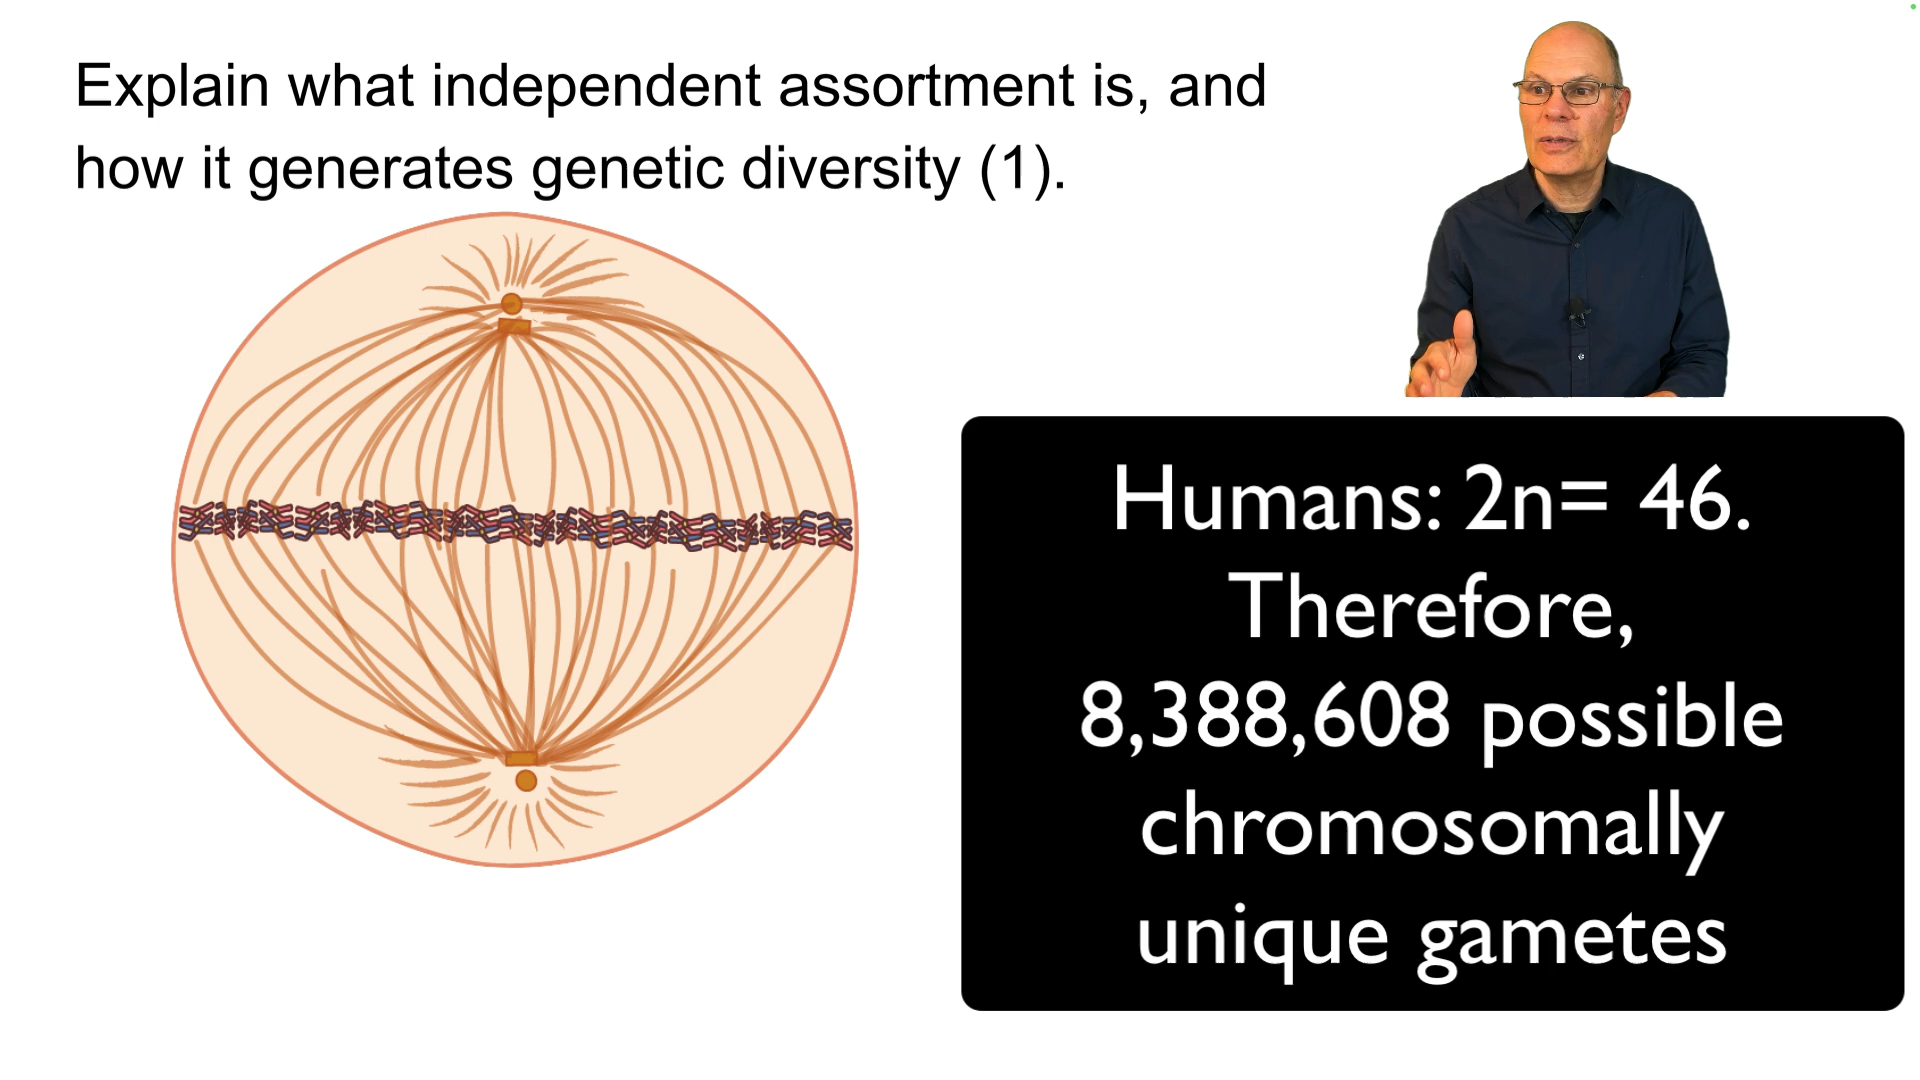 Explain what independent assortment is, and
how it generates genetic diversity (1).
Humans: 2n= 46.
Therefore,
8,388,608 possible
chromosomally
unique gametes